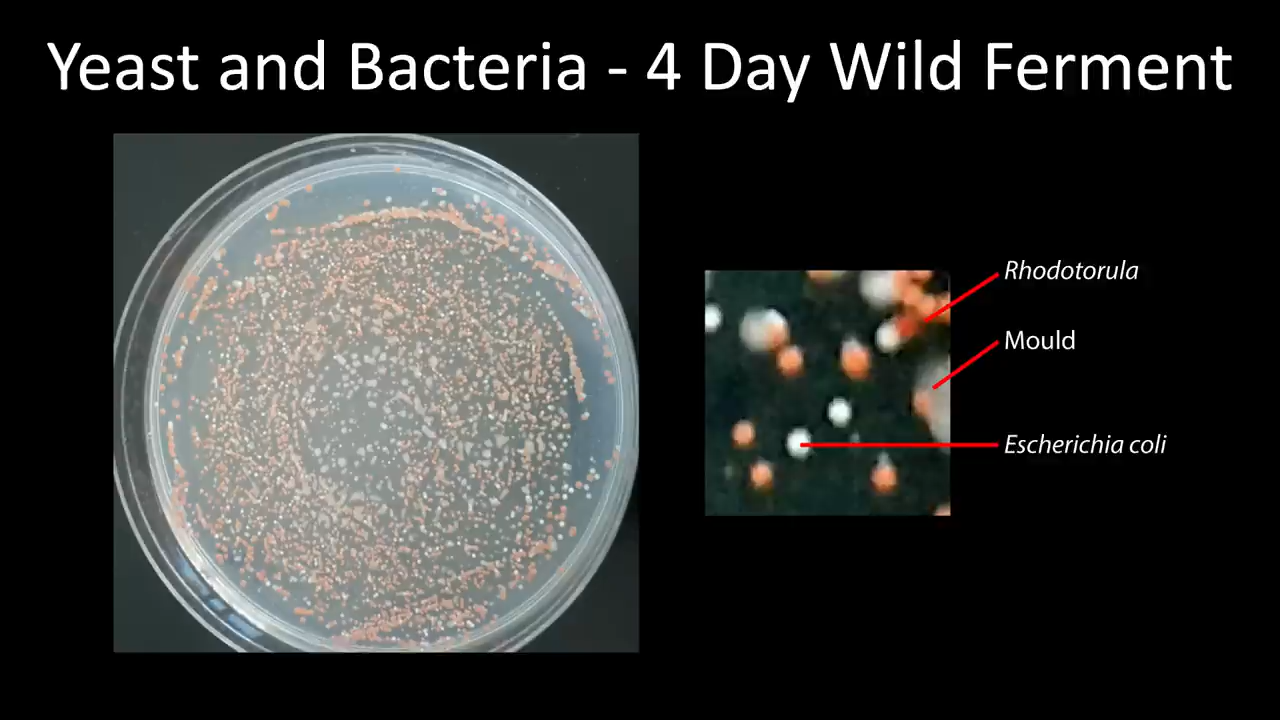 Yeast and Bacteria - 4 Day Wild Ferment
Rhodotorula
Mould
Escherichia coli